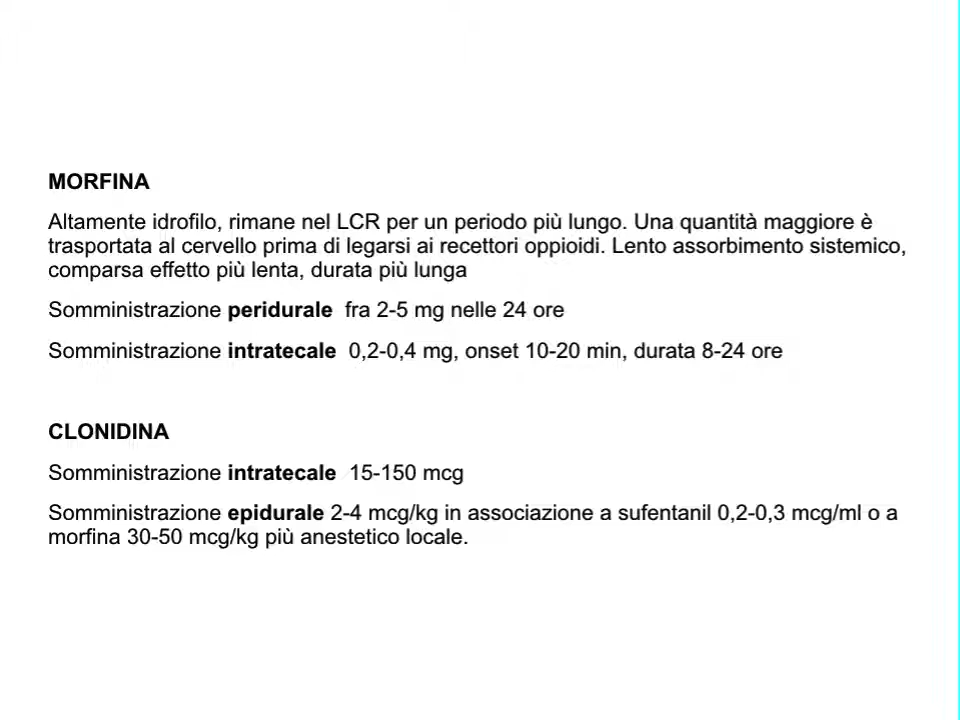 MORFINA
Altamente idrofilo, rimane nel LCR per un periodo più lungo. Una quantità maggiore è
trasportata al cervello prima di legarsi ai recettori oppioidi. Lento assorbimento sistemico,
comparsa effetto più lenta, durata più lunga
Somministrazione peridurale fra 2-5 mg nelle 24 ore
Somministrazione intratecale 0,2-0,4 mg, onset 10-20 min, durata 8-24 ore
CLONIDINA
Somministrazione intratecale 15-150 mcg
Somministrazione epidurale 2-4 mcg/kg in associazione a sufentanil 0,2-0,3 mcg/ml o a
morfina 30-50 mcg/kg più anestetico locale.